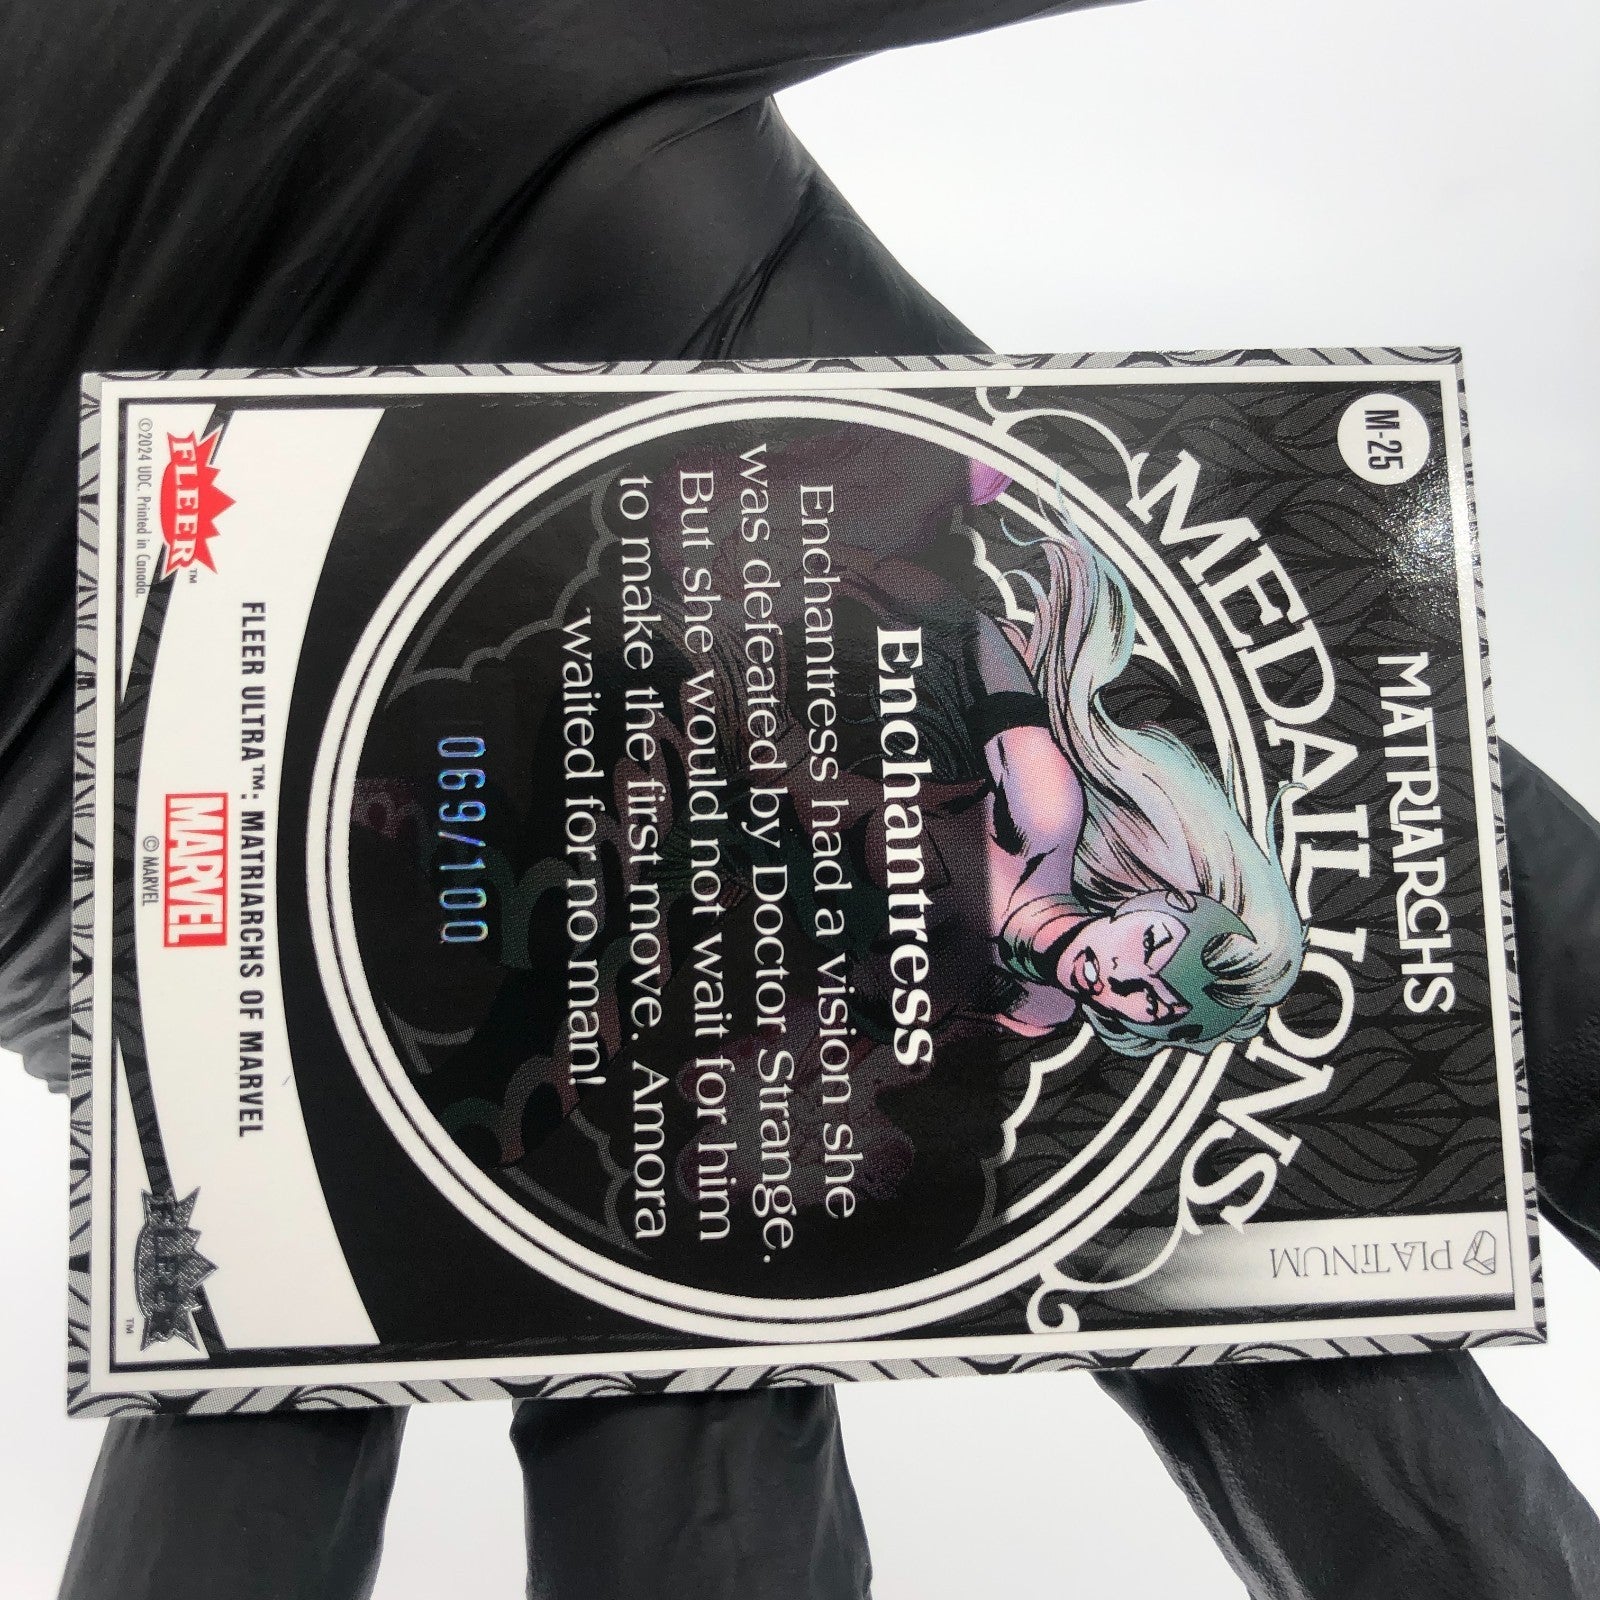 M-25
MATRIARCHS
MEDALLIONS
PLATINUM
Enchantress
Enchantress had a vision she
was defeated by Doctor Strange.
But she would not wait for him
to make the first move. Amora
waited for no man!
069/100
FLEER ULTRA™: MATRIARCHS OF MARVEL
FLEER™
MARVEL
FLEER
™
©2024 UDC. Printed in Canada.
© MARVEL